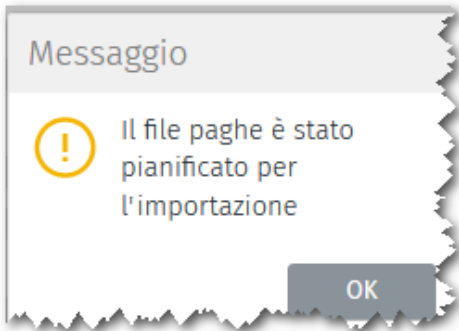 Messaggio
Il file paghe è stato
pianificato per
l'importazione
OK